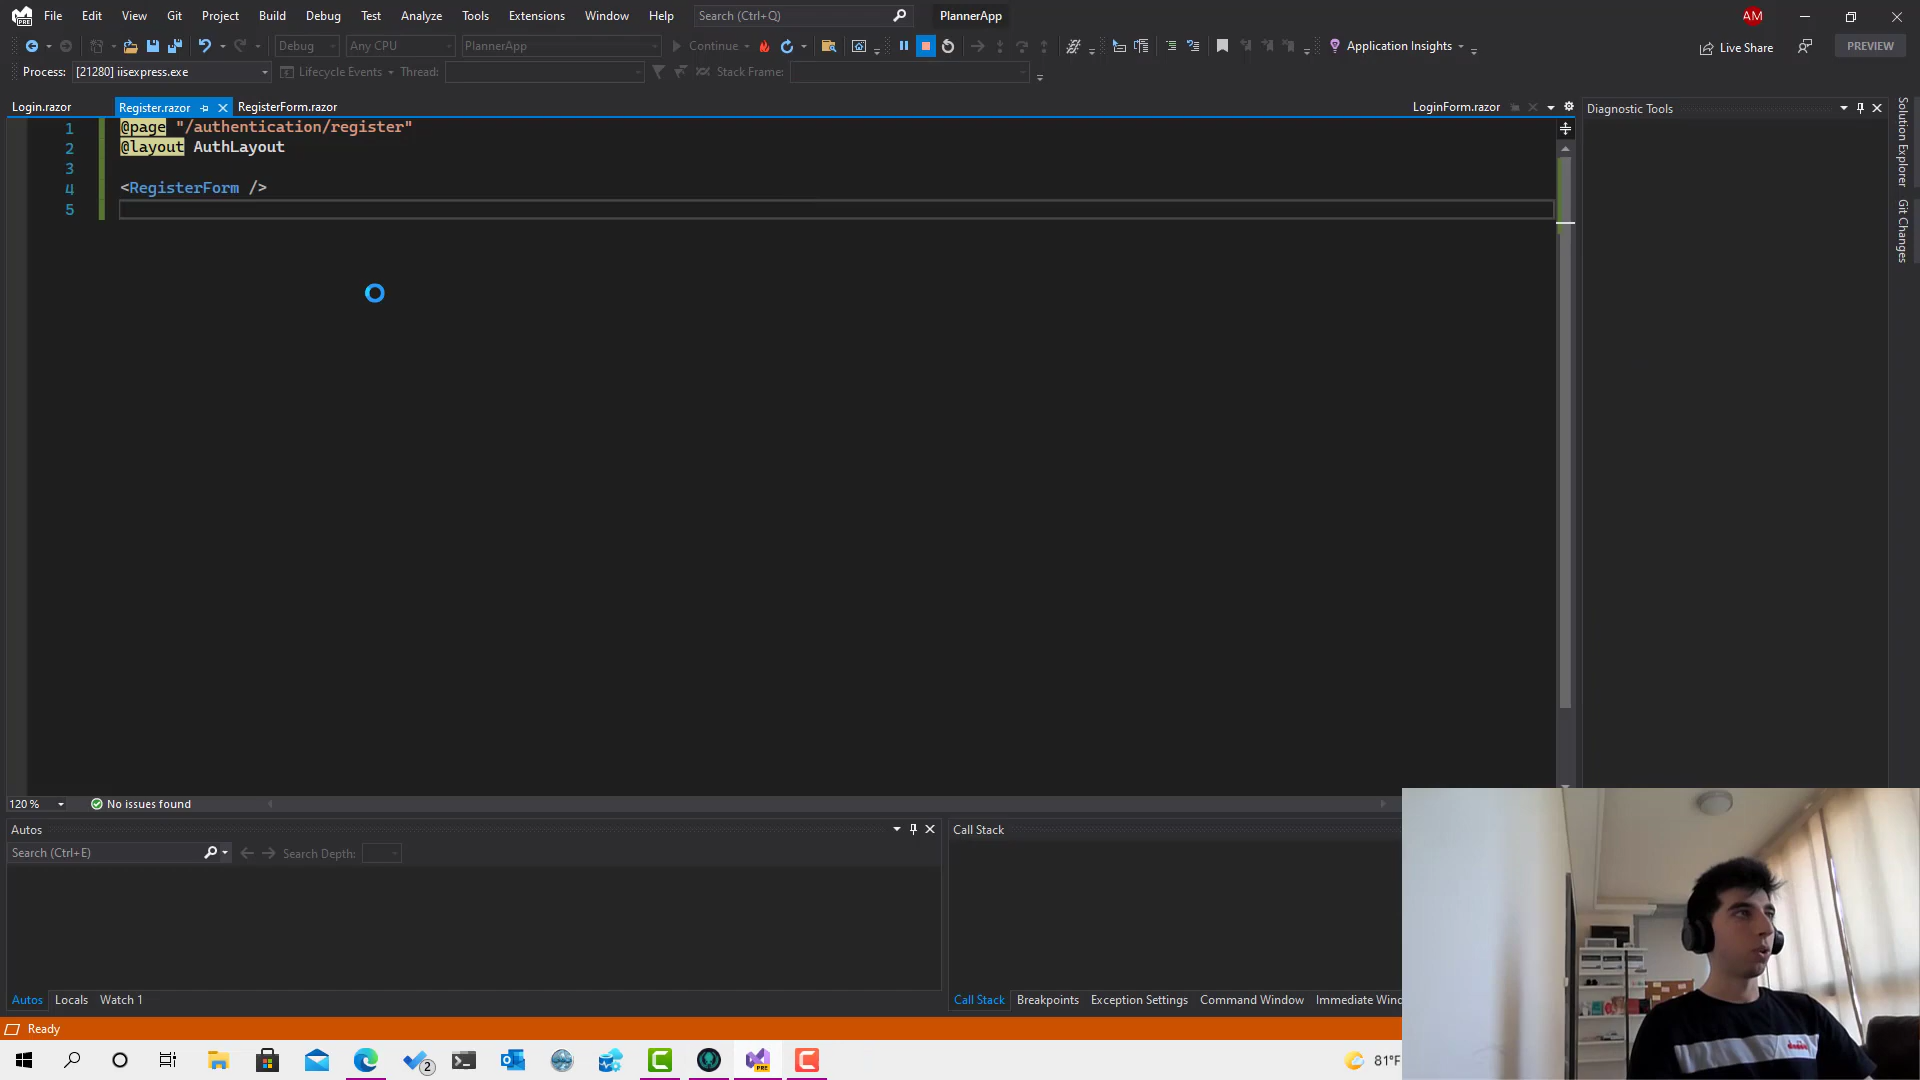 File Edit View Git Project Build Debug Test Analyze Tools Extensions Window Help Search (Ctrl+Q) PlannerApp AM
Debug Any CPU PlannerApp Continue Application Insights Live Share PREVIEW
Process: [21280] iisexpress.exe Lifecycle Events Thread: Stack Frame:
Login.razor Register.razor RegisterForm.razor LoginForm.razor Diagnostic Tools
Solution Explorer
Git Changes
1 @page "/authentication/register"
2 @layout AuthLayout
3
4 <RegisterForm />
5
120 % No issues found
Autos Call Stack
Search (Ctrl+E) Search Depth:
Autos Locals Watch 1 Call Stack Breakpoints Exception Settings Command Window Immediate Wind
Ready
2 PRE 81°F